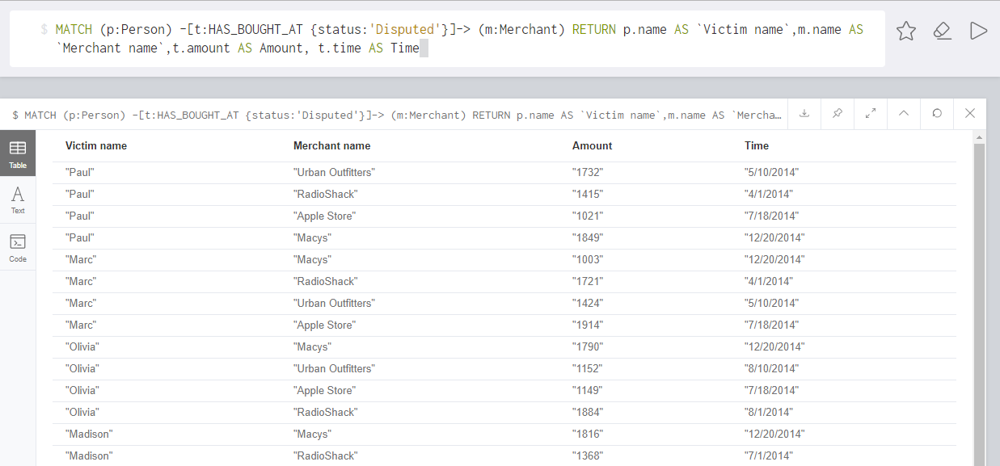 $ MATCH (p:Person) -[t:HAS_BOUGHT_AT {status:'Disputed'}]-> (m:Merchant) RETURN p.name AS `Victim name`,m.name AS
`Merchant name`,t.amount AS Amount, t.time AS Time
$ MATCH (p:Person) -[t:HAS_BOUGHT_AT {status:'Disputed'}]-> (m:Merchant) RETURN p.name AS `Victim name`,m.name AS `Mercha…
Table
Text
Code
Victim name Merchant name Amount Time
"Paul" "Urban Outfitters" "1732" "5/10/2014"
"Paul" "RadioShack" "1415" "4/1/2014"
"Paul" "Apple Store" "1021" "7/18/2014"
"Paul" "Macys" "1849" "12/20/2014"
"Marc" "Macys" "1003" "12/20/2014"
"Marc" "RadioShack" "1721" "4/1/2014"
"Marc" "Urban Outfitters" "1424" "5/10/2014"
"Marc" "Apple Store" "1914" "7/18/2014"
"Olivia" "Macys" "1790" "12/20/2014"
"Olivia" "Urban Outfitters" "1152" "8/10/2014"
"Olivia" "Apple Store" "1149" "7/18/2014"
"Olivia" "RadioShack" "1884" "8/1/2014"
"Madison" "Macys" "1816" "12/20/2014"
"Madison" "RadioShack" "1368" "7/1/2014"